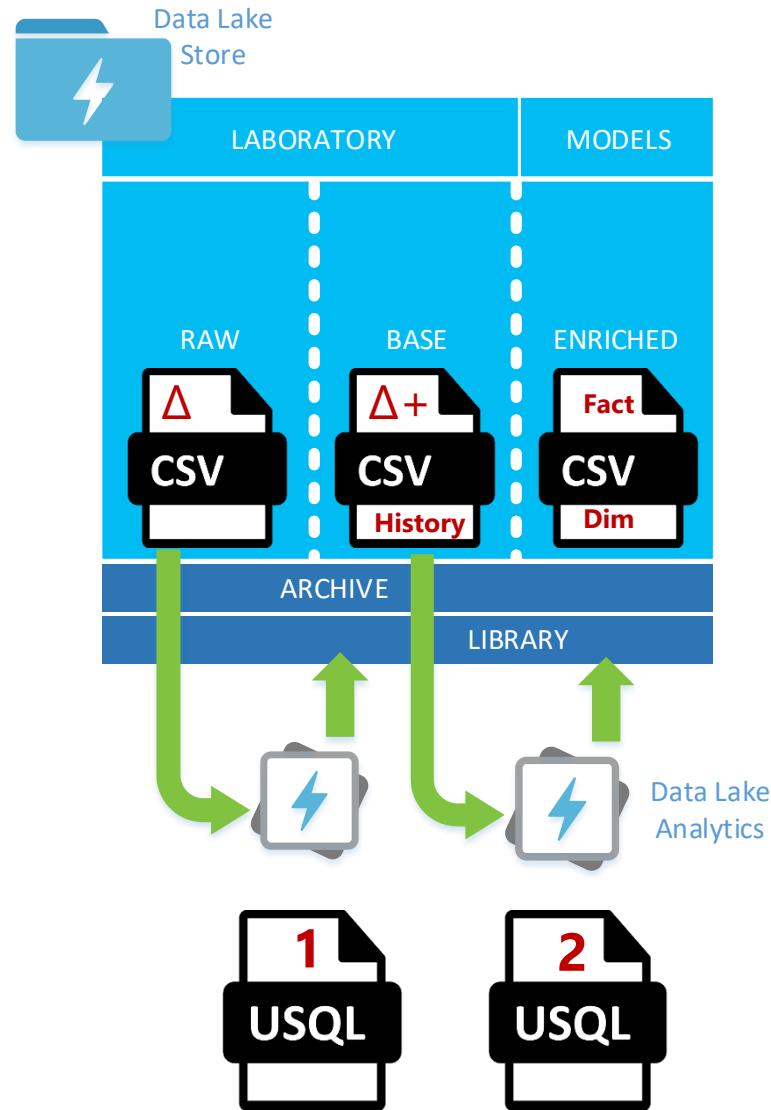 Data Lake
Store
LABORATORY
MODELS
RAW
BASE
ENRICHED
Δ
CSV
Δ+
CSV
History
Fact
CSV
Dim
ARCHIVE
LIBRARY
Data Lake
Analytics
1
USQL
2
USQL